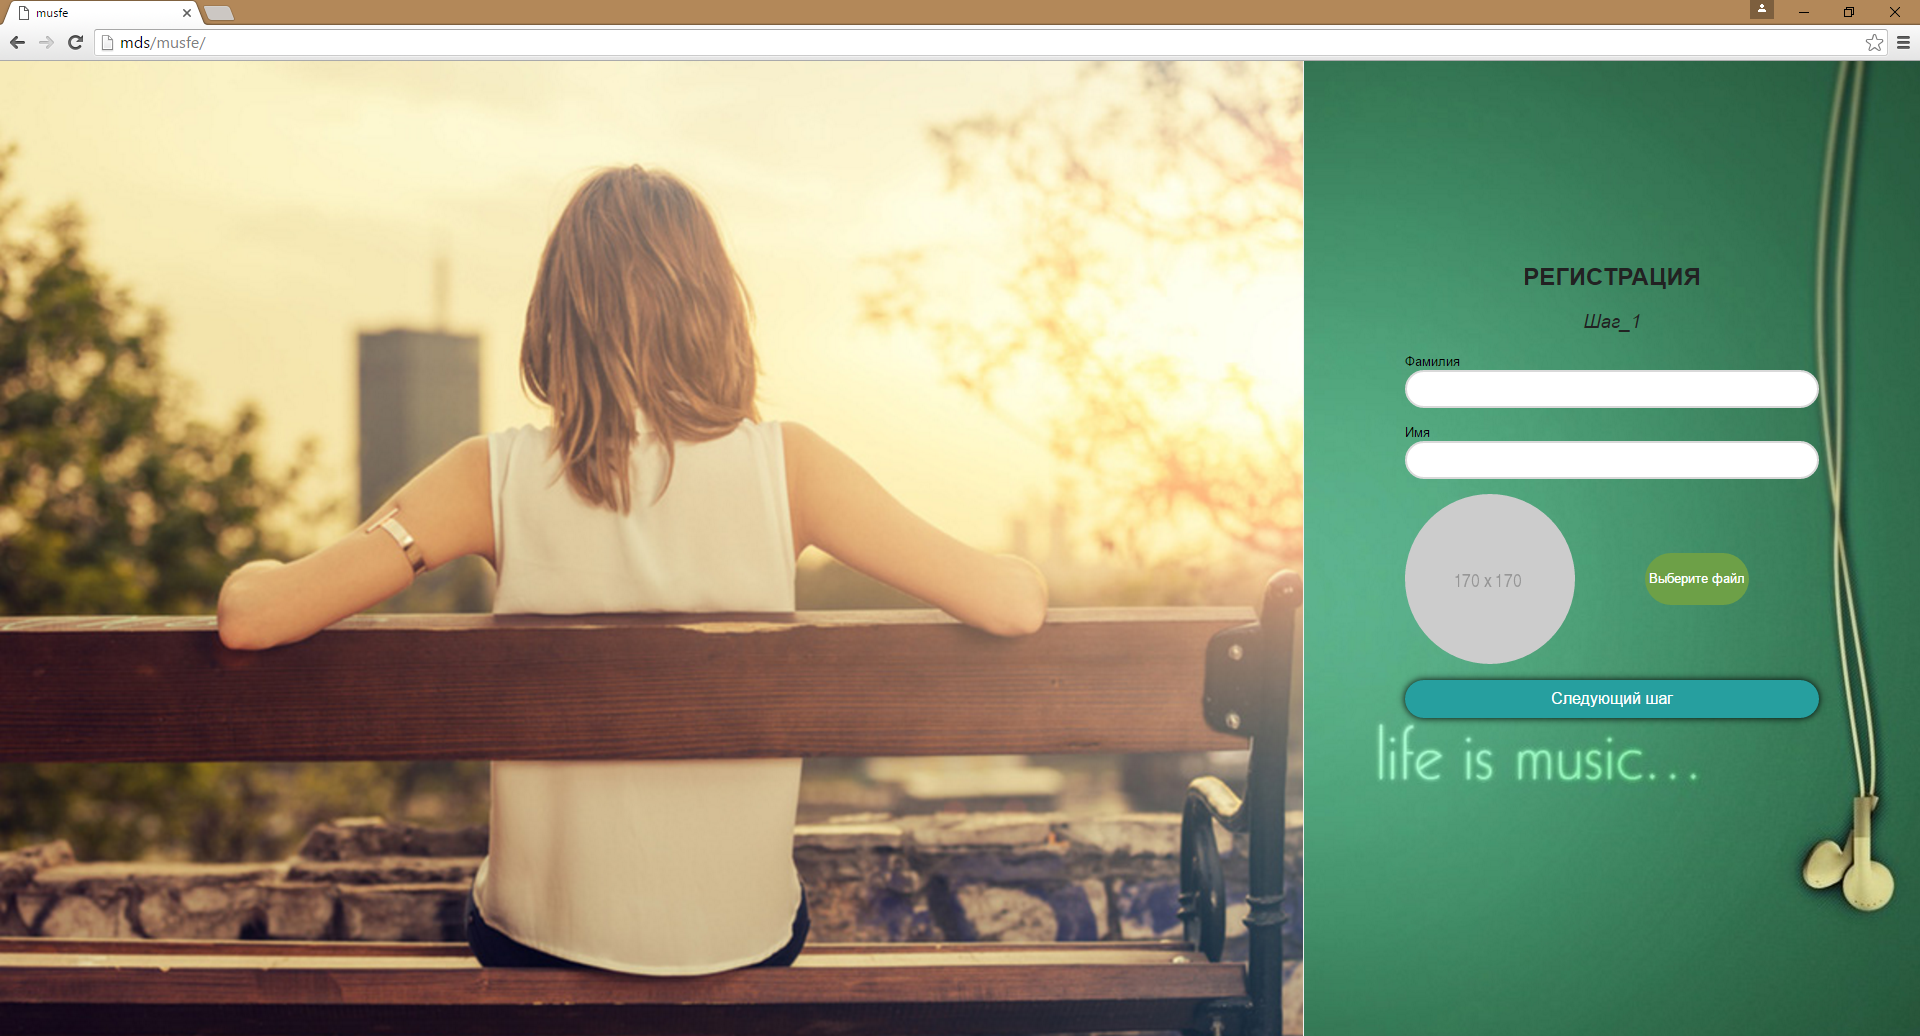 musfe
mds/musfe/
РЕГИСТРАЦИЯ
Шаг_1
Фамилия
Имя
170 x 170
Выберите файл
Следующий шаг
life is music...